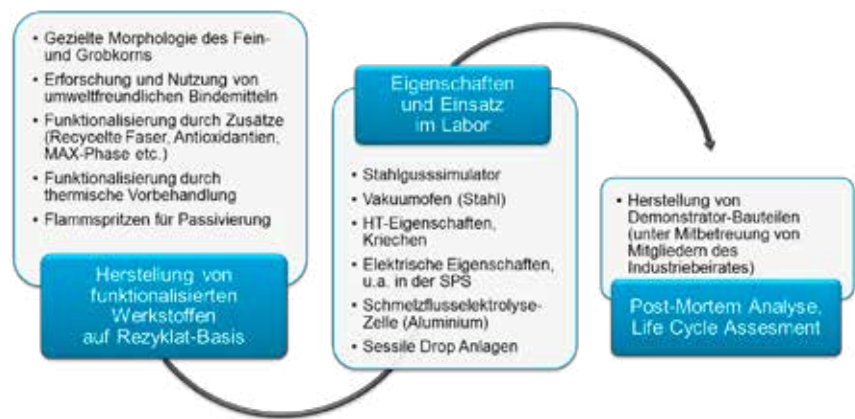 • Gezielte Morphologie des Fein-
und Grobkorns
• Erforschung und Nutzung von
umweltfreundlichen Bindemitteln
• Funktionalisierung durch Zusätze
(Recycelte Faser, Antioxidantien,
MAX-Phase etc.)
• Funktionalisierung durch
thermische Vorbehandlung
• Flammspritzen für Passivierung
Herstellung von
funktionalisierten
Werkstoffen
auf Rezyklat-Basis
Eigenschaften
und Einsatz
im Labor
• Stahlgusssimulator
• Vakuumofen (Stahl)
• HT-Eigenschaften,
Kriechen
• Elektrische Eigenschaften,
u.a. in der SPS
• Schmelzflusselektrolyse-
Zelle (Aluminium)
• Sessile Drop Anlagen
• Herstellung von
Demonstrator-Bauteilen
(unter Mitbetreuung von
Mitgliedern des
Industriebeirates)
Post-Mortem Analyse,
Life Cycle Assesment